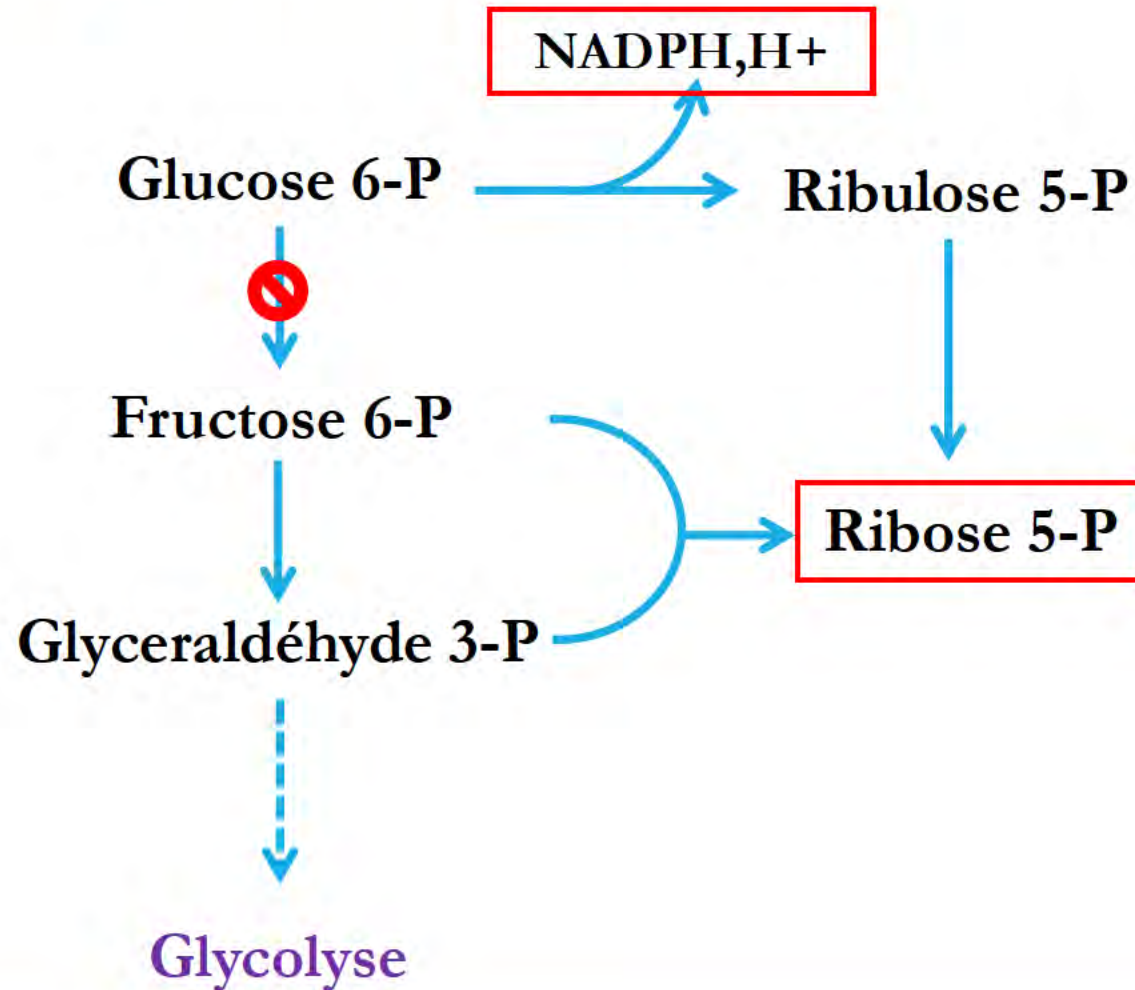 NADPH,H+
Glucose 6-P
Ribulose 5-P
Fructose 6-P
Ribose 5-P
Glyceraldéhyde 3-P
Glycolyse